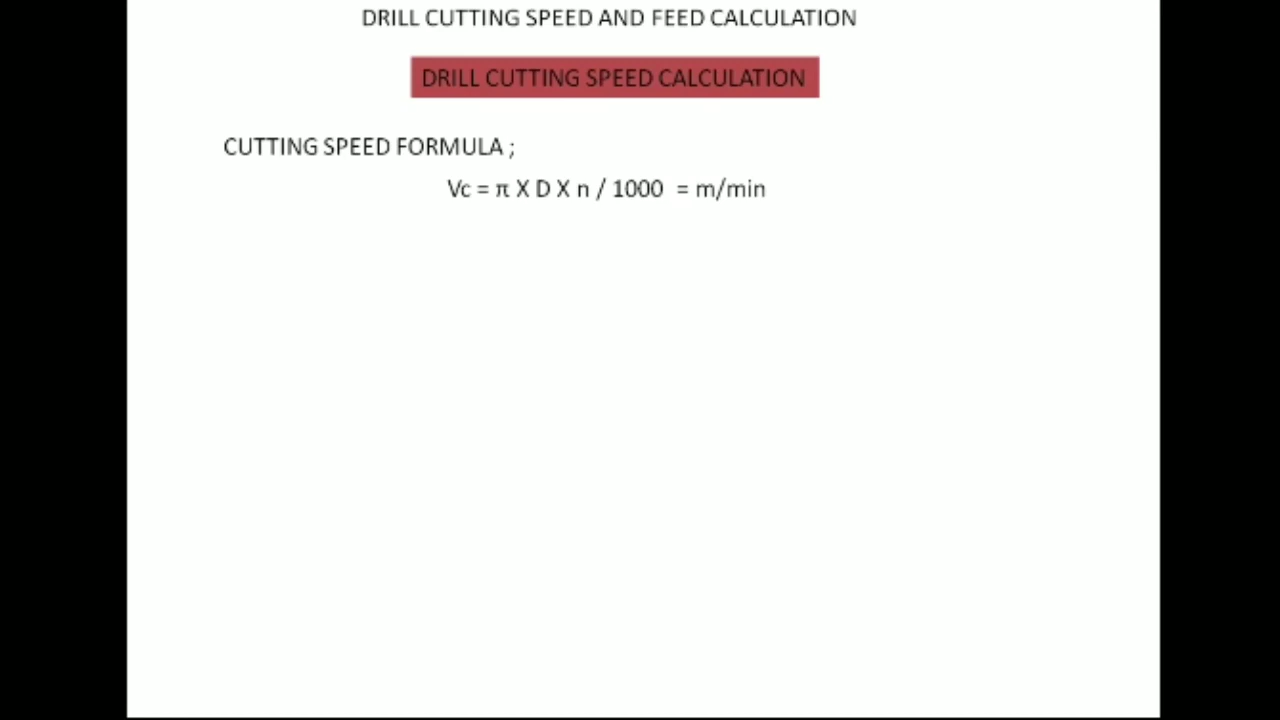 DRILL CUTTING SPEED AND FEED CALCULATION
DRILL CUTTING SPEED CALCULATION
CUTTING SPEED FORMULA ;
Vc = π X D X n / 1000 = m/min